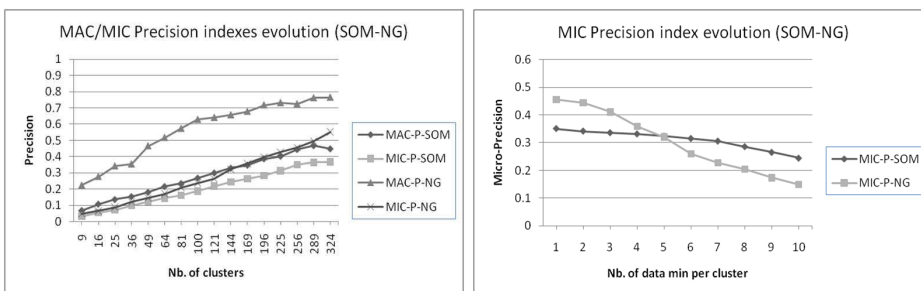 MAC/MIC Precision indexes evolution (SOM-NG)
Precision
1
0.9
0.8
0.7
0.6
0.5
0.4
0.3
0.2
0.1
0
9 16 25 36 49 64 81 100 121 144 169 196 225 256 289 324
Nb. of clusters
MAC-P-SOM
MIC-P-SOM
MAC-P-NG
MIC-P-NG
MIC Precision index evolution (SOM-NG)
Micro-Precision
0.6
0.5
0.4
0.3
0.2
0.1
0
1 2 3 4 5 6 7 8 9 10
Nb. of data min per cluster
MIC-P-SOM
MIC-P-NG